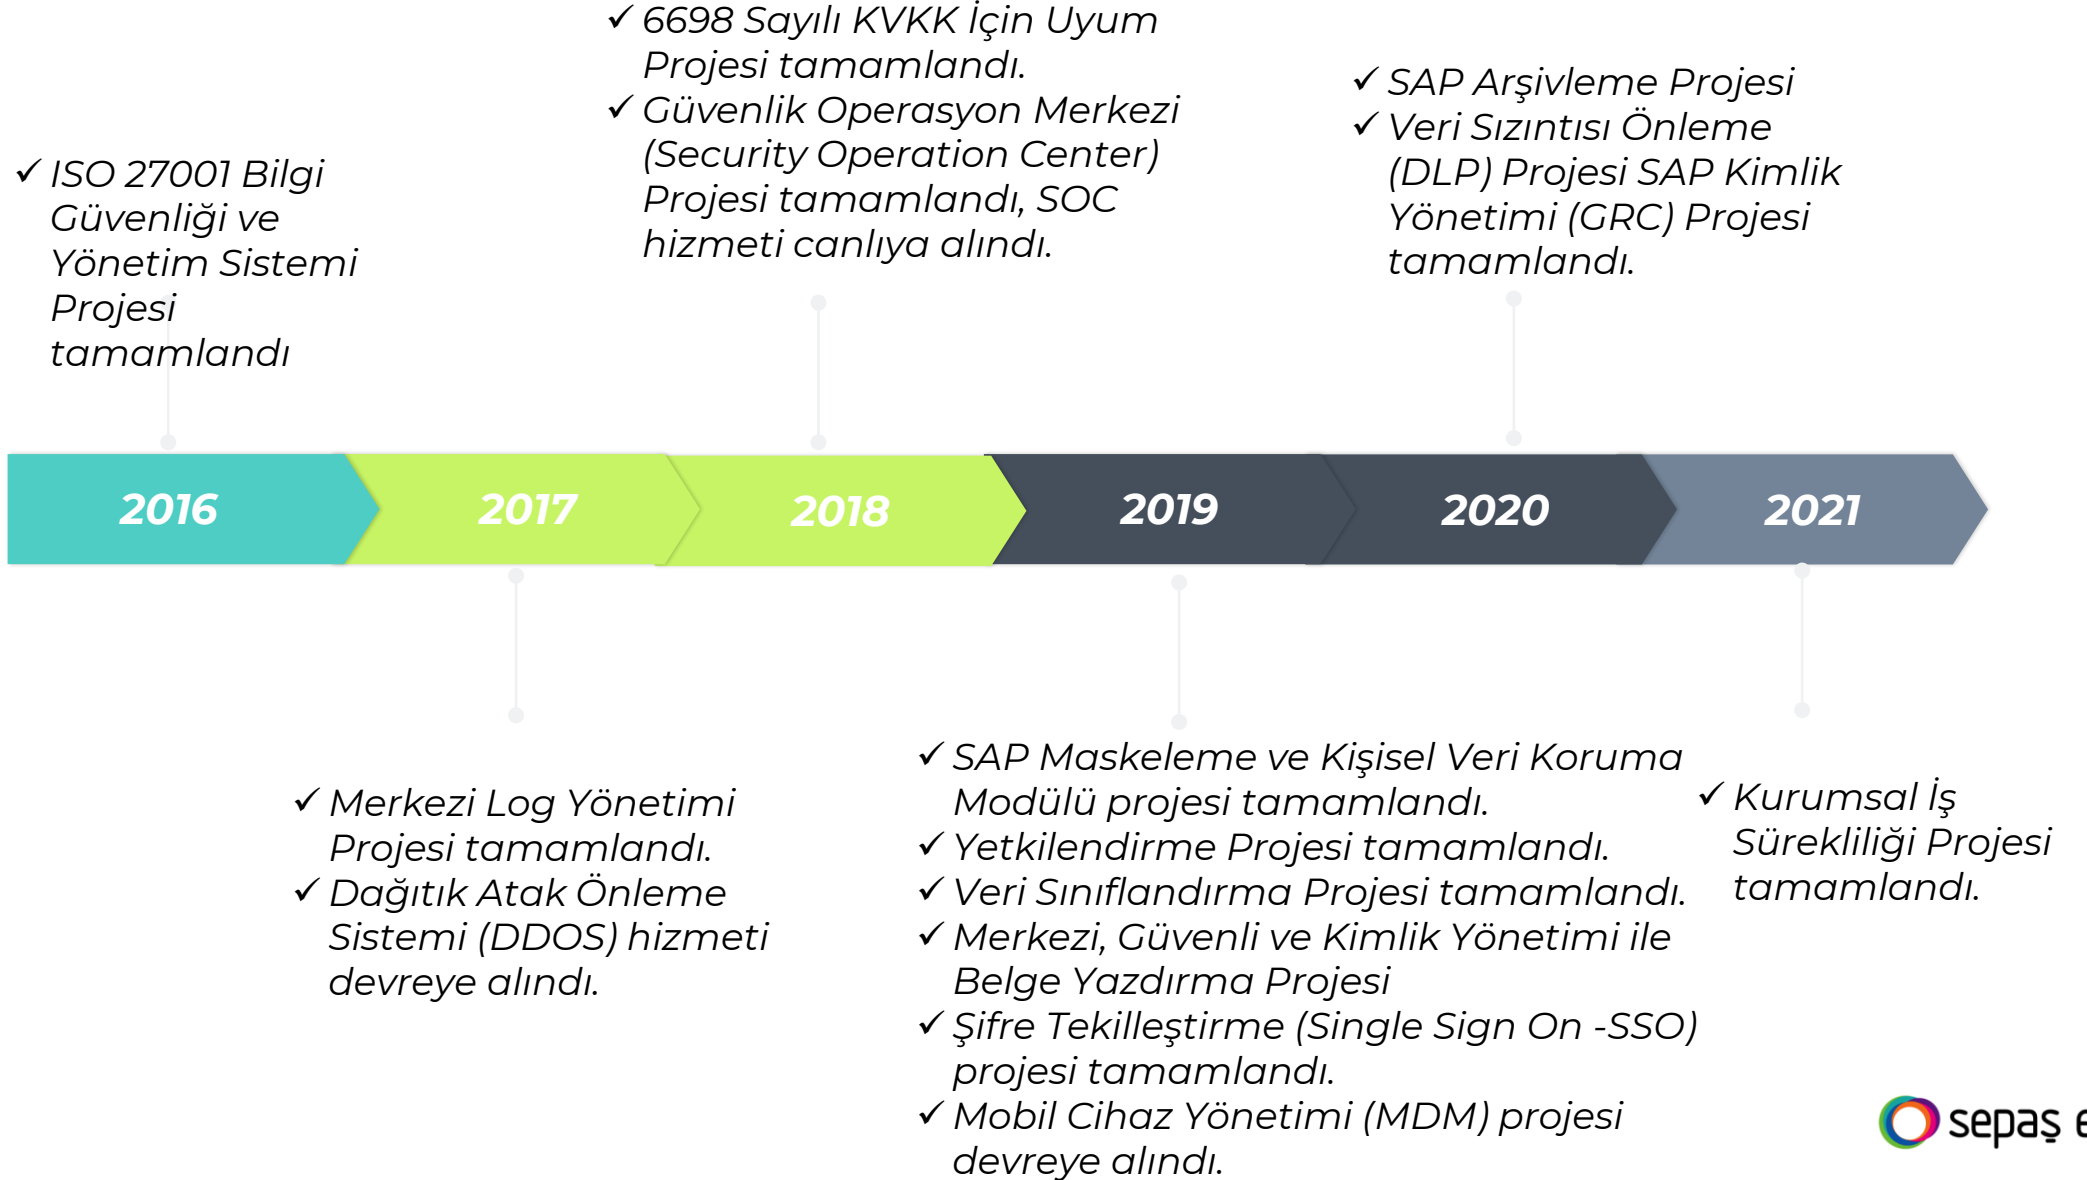 ✓ 6698 Sayılı KVKK İçin Uyum
Projesi tamamlandı.
✓ Güvenlik Operasyon Merkezi
(Security Operation Center)
Projesi tamamlandı, SOC
hizmeti canlıya alındı.
✓ SAP Arşivleme Projesi
✓ Veri Sızıntısı Önleme
(DLP) Projesi SAP Kimlik
Yönetimi (GRC) Projesi
tamamlandı.
✓ ISO 27001 Bilgi
Güvenliği ve
Yönetim Sistemi
Projesi
tamamlandı
2016
2017
2018
2019
2020
2021
✓ Merkezi Log Yönetimi
Projesi tamamlandı.
✓ Dağıtık Atak Önleme
Sistemi (DDOS) hizmeti
devreye alındı.
✓ SAP Maskeleme ve Kişisel Veri Koruma
Modülü projesi tamamlandı.
✓ Yetkilendirme Projesi tamamlandı.
✓ Veri Sınıflandırma Projesi tamamlandı.
✓ Merkezi, Güvenli ve Kimlik Yönetimi ile
Belge Yazdırma Projesi
✓ Şifre Tekilleştirme (Single Sign On -SSO)
projesi tamamlandı.
✓ Mobil Cihaz Yönetimi (MDM) projesi
devreye alındı.
✓ Kurumsal İş
Sürekliliği Projesi
tamamlandı.
sepaş